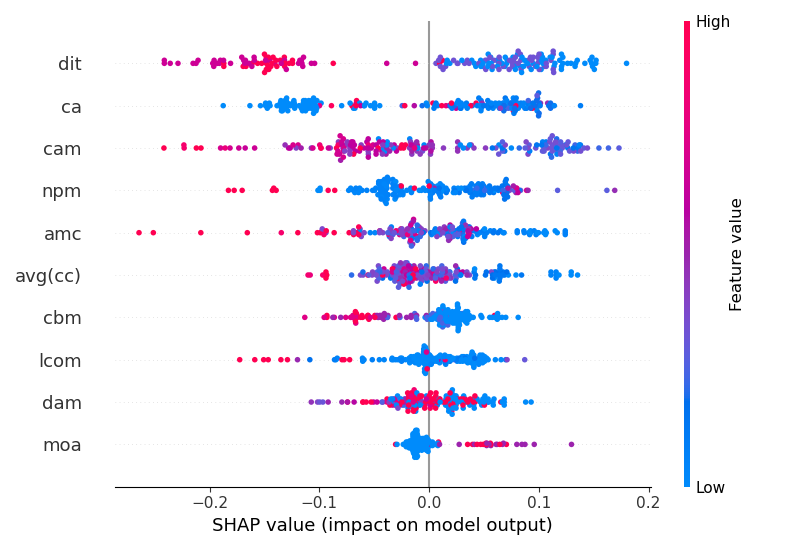 High
dit
ca
cam
npm
amc
avg(cc)
cbm
lcom
dam
moa
Feature value
Low
−0.2 −0.1 0.0 0.1 0.2
SHAP value (impact on model output)